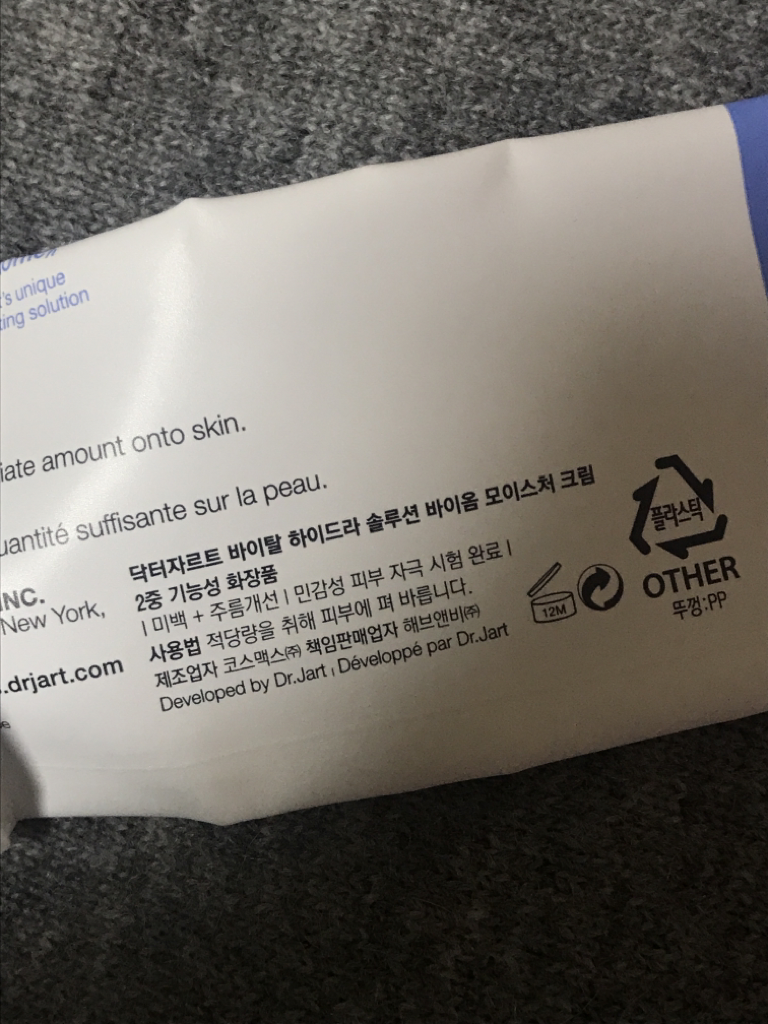 's unique
ting solution
iate amount onto skin.
uantité suffisante sur la peau.
INC.
New York,
.drjart.com
닥터자르트 바이탈 하이드라 솔루션 바이옴 모이스처 크림
2중 기능성 화장품
| 미백 + 주름개선 | 민감성 피부 자극 시험 완료 |
사용법 적당량을 취해 피부에 펴 바릅니다.
제조업자 코스맥스㈜ 책임판매업자 해브앤비㈜
Developed by Dr.Jart | Développé par Dr.Jart
12M
플라스틱
OTHER
뚜껑:PP